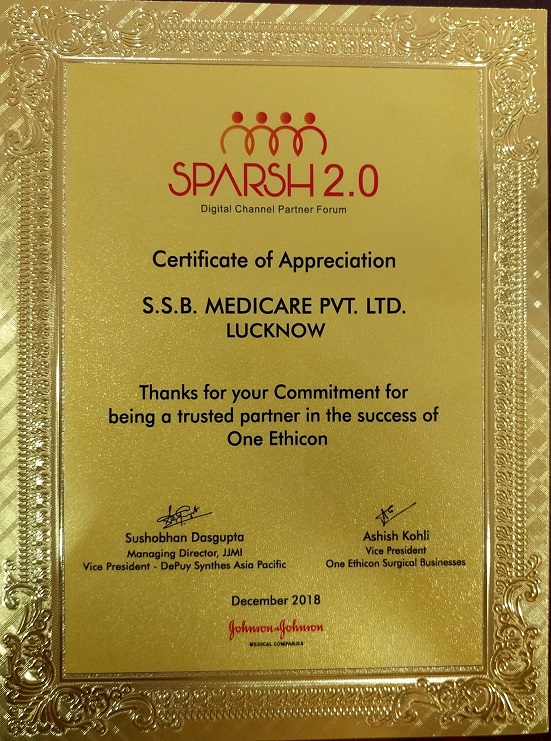 SPARSH 2.0
Digital Channel Partner Forum
Certificate of Appreciation
S.S.B. MEDICARE PVT. LTD.
LUCKNOW
Thanks for your Commitment for
being a trusted partner in the success of
One Ethicon
Sushobhan Dasgupta
Managing Director, JJMI
Vice President - DePuy Synthes Asia Pacific
Ashish Kohli
Vice President
One Ethicon Surgical Businesses
December 2018
Johnson & Johnson
MEDICAL COMPANIES